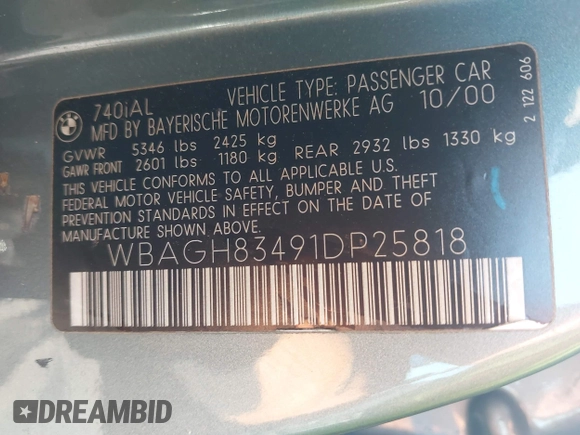 BMW
740iAL VEHICLE TYPE: PASSENGER CAR
MFD BY BAYERISCHE MOTORENWERKE AG 10/00
GVWR 5346 lbs 2425 kg
GAWR FRONT 2601 lbs 1180 kg REAR 2932 lbs 1330 kg
THIS VEHICLE CONFORMS TO ALL APPLICABLE U.S.
FEDERAL MOTOR VEHICLE SAFETY, BUMPER AND THEFT
PREVENTION STANDARDS IN EFFECT ON THE DATE OF
MANUFACTURE SHOWN ABOVE.
WBAGH83491DP25818
2 122 606
DREAMBID